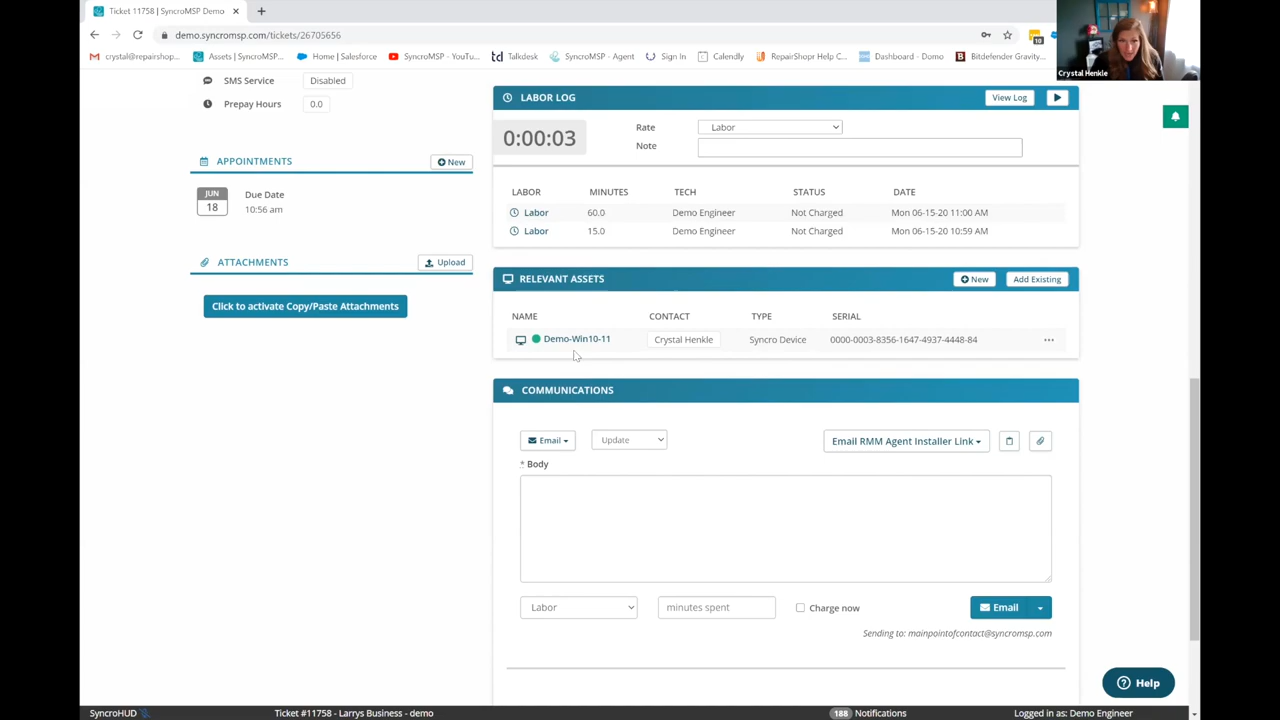 Ticket 11758 | SyncroMSP Demo
demo.syncromsp.com/tickets/26705656
10
crystal@repairshop...
Assets | SyncroMSP...
Home | Salesforce
SyncroMSP - YouTu...
Talkdesk
SyncroMSP - Agent
Sign In
Calendly
RepairShopr Help C...
Dashboard - Domo
Bitdefender Gravity...
Crystal Henkle
SMS Service
Disabled
Prepay Hours
0.0
APPOINTMENTS
New
JUN
18
Due Date
10:56 am
ATTACHMENTS
Upload
Click to activate Copy/Paste Attachments
LABOR LOG
View Log
0:00:03
Rate
Labor
Note
LABOR MINUTES TECH STATUS DATE
Labor 60.0 Demo Engineer Not Charged Mon 06-15-20 11:00 AM
Labor 15.0 Demo Engineer Not Charged Mon 06-15-20 10:59 AM
RELEVANT ASSETS
New
Add Existing
NAME CONTACT TYPE SERIAL
Demo-Win10-11 Crystal Henkle Syncro Device 0000-0003-8356-1647-4937-4448-84
COMMUNICATIONS
Email
Update
Email RMM Agent Installer Link
* Body
Labor
minutes spent
Charge now
Email
Sending to: mainpointofcontact@syncromsp.com
Help
SyncroHUD
Ticket #11758 - Larrys Business - demo
188 Notifications
Logged in as: Demo Engineer